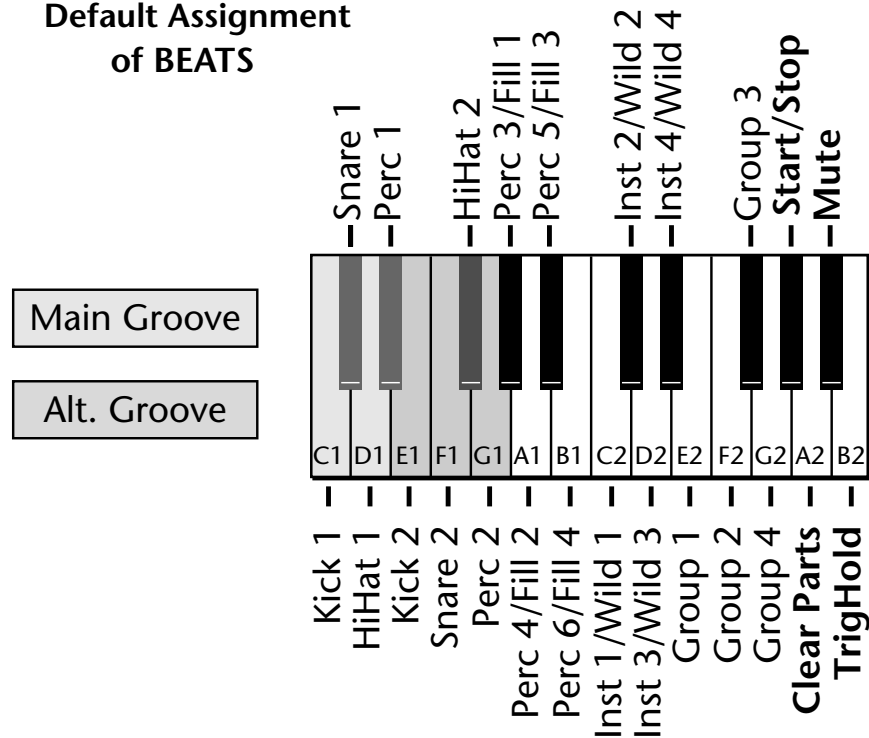 Default Assignment
of BEATS
Snare 1
Perc 1
HiHat 2
Perc 3/Fill 1
Perc 5/Fill 3
Inst 2/Wild 2
Inst 4/Wild 4
Group 3
Start/Stop
Mute
Main Groove
Alt. Groove
C1 D1 E1 F1 G1 A1 B1 C2 D2 E2 F2 G2 A2 B2
Kick 1
HiHat 1
Kick 2
Snare 2
Perc 2
Perc 4/Fill 2
Perc 6/Fill 4
Inst 1/Wild 1
Inst 3/Wild 3
Group 1
Group 2
Group 4
Clear Parts
TrigHold